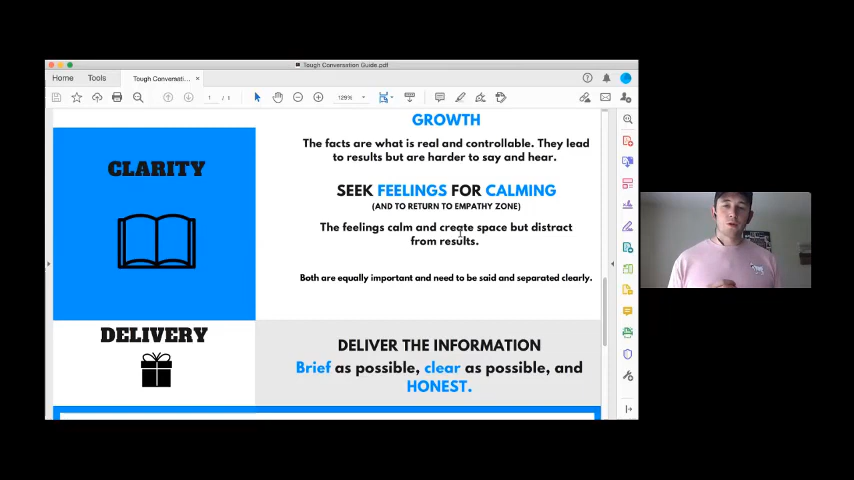 Tough Conversation Guide.pdf
Home
Tools
Tough Conversati...
1 / 1
129%
GROWTH
The facts are what is real and controllable. They lead
to results but are harder to say and hear.
CLARITY
SEEK FEELINGS FOR CALMING
(AND TO RETURN TO EMPATHY ZONE)
The feelings calm and create space but distract
from results.
Both are equally important and need to be said and separated clearly.
DELIVERY
DELIVER THE INFORMATION
Brief as possible, clear as possible, and
HONEST.